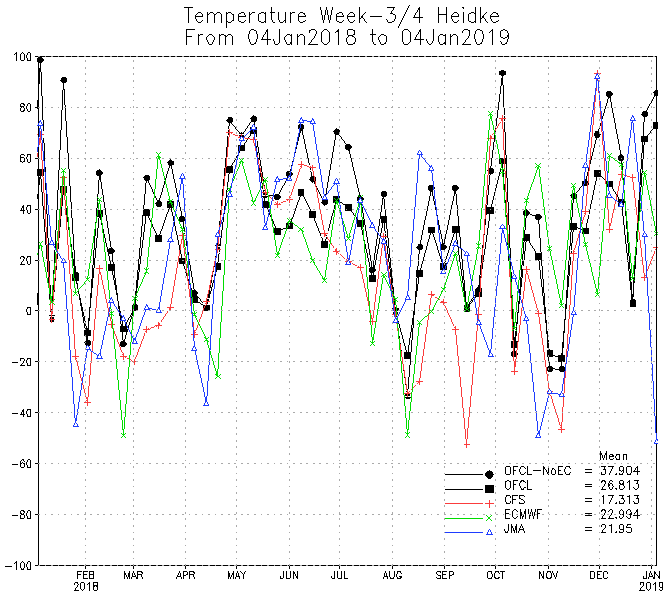 Temperature Week-3/4 Heidke
From 04Jan2018 to 04Jan2019
100
80
60
40
20
0
-20
-40
-60
-80
-100
Mean
OFCL-NoEC = 37.904
OFCL = 26.813
CFS = 17.313
ECMWF = 22.994
JMA = 21.95
FEB MAR APR MAY JUN JUL AUG SEP OCT NOV DEC JAN
2018 2019